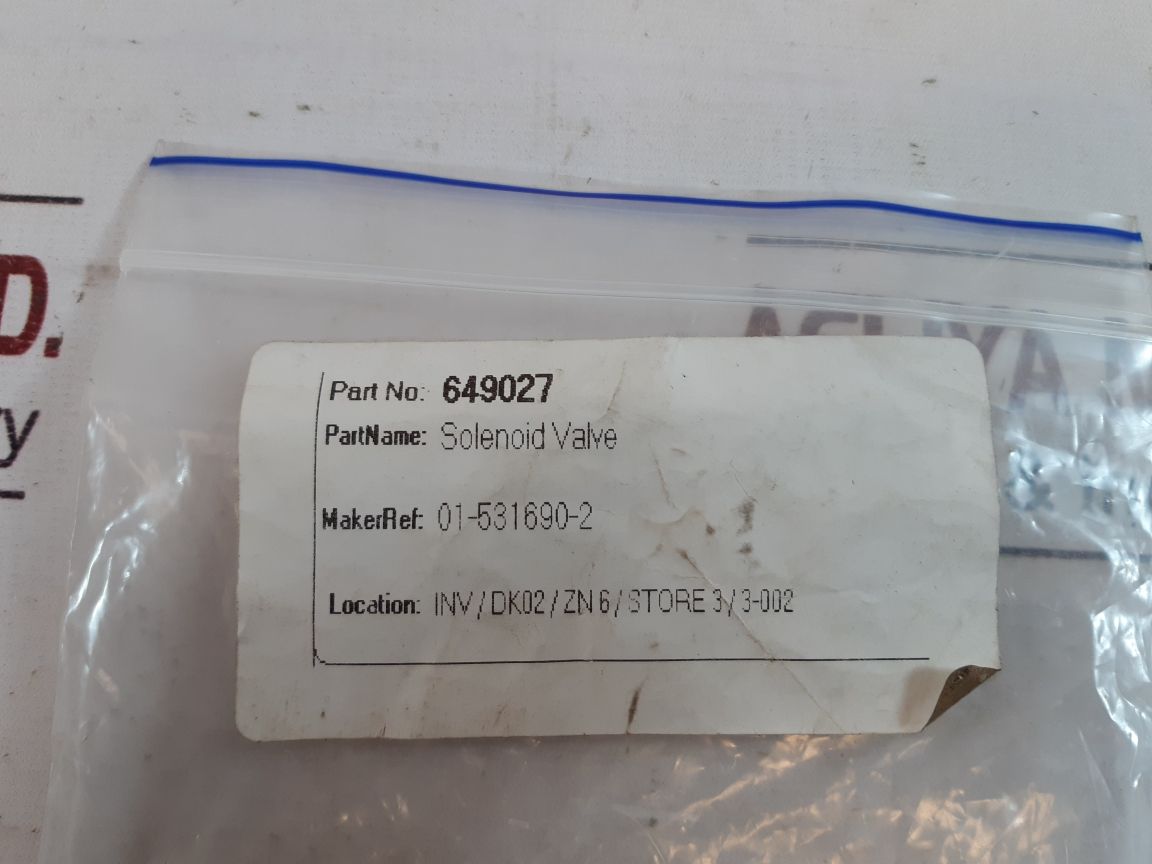 D.
ry
Part No: 649027
PartName: Solenoid Valve
MakerRef: 01-531690-2
Location: INV / DK02 / ZN 6 / STORE 3 / 3-002
&